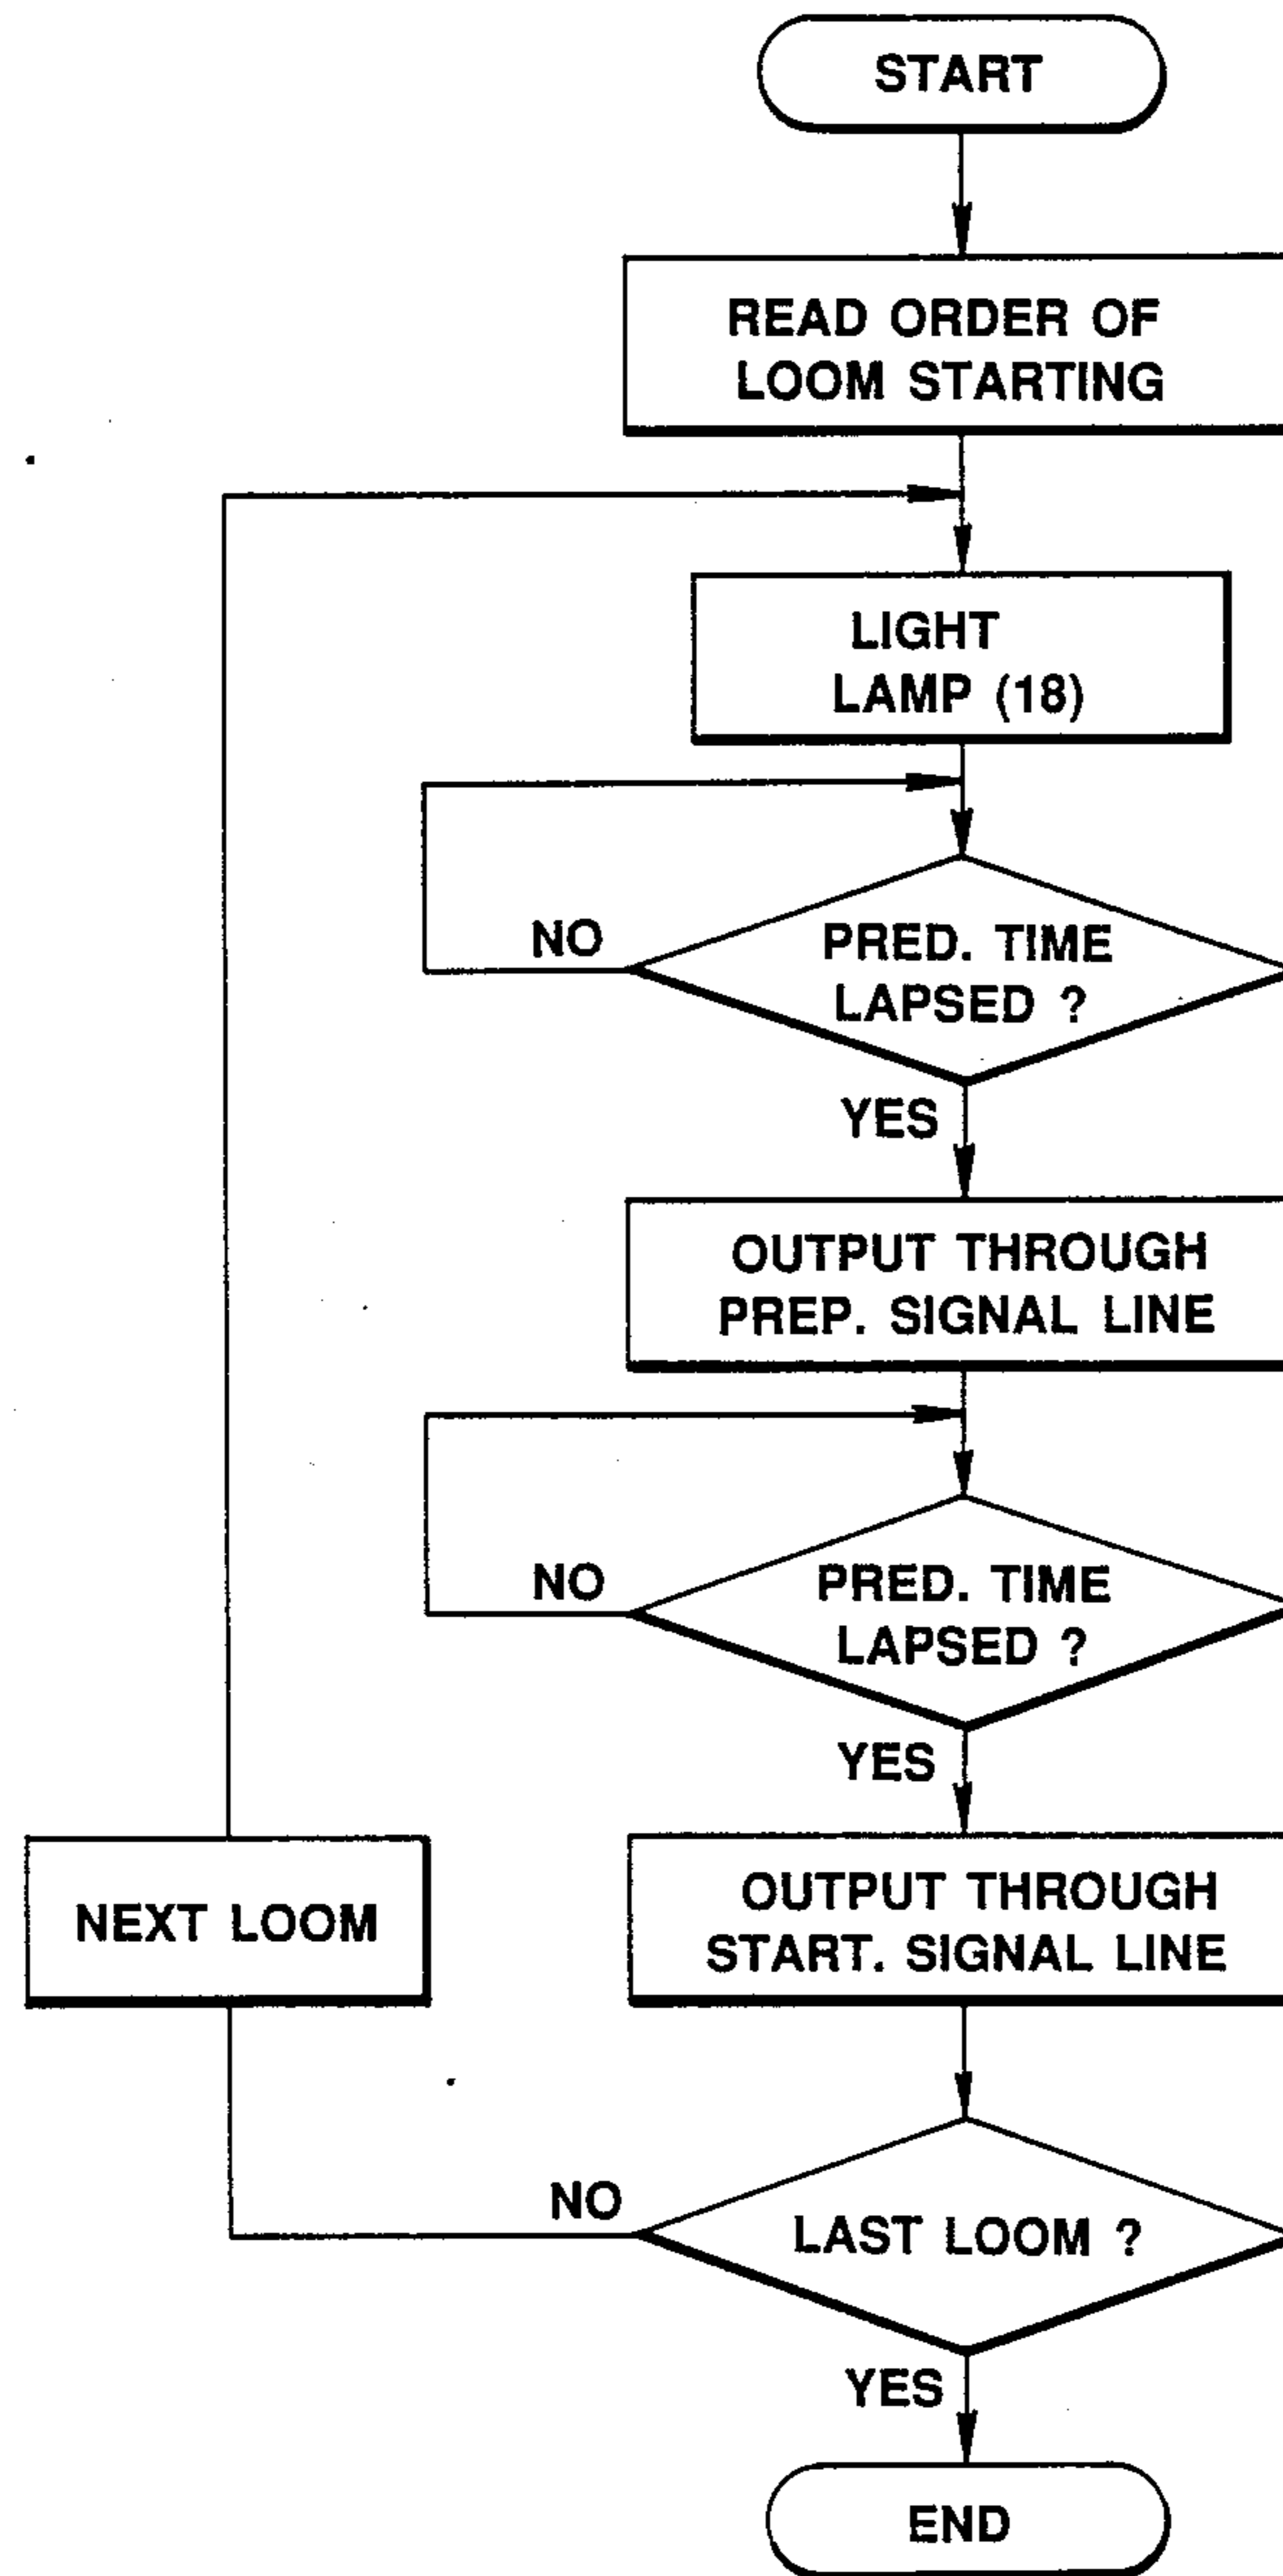 START
READ ORDER OF
LOOM STARTING
LIGHT
LAMP (18)
NO
PRED. TIME
LAPSED ?
YES
OUTPUT THROUGH
PREP. SIGNAL LINE
NO
PRED. TIME
LAPSED ?
YES
NEXT LOOM
OUTPUT THROUGH
START. SIGNAL LINE
NO
LAST LOOM ?
YES
END